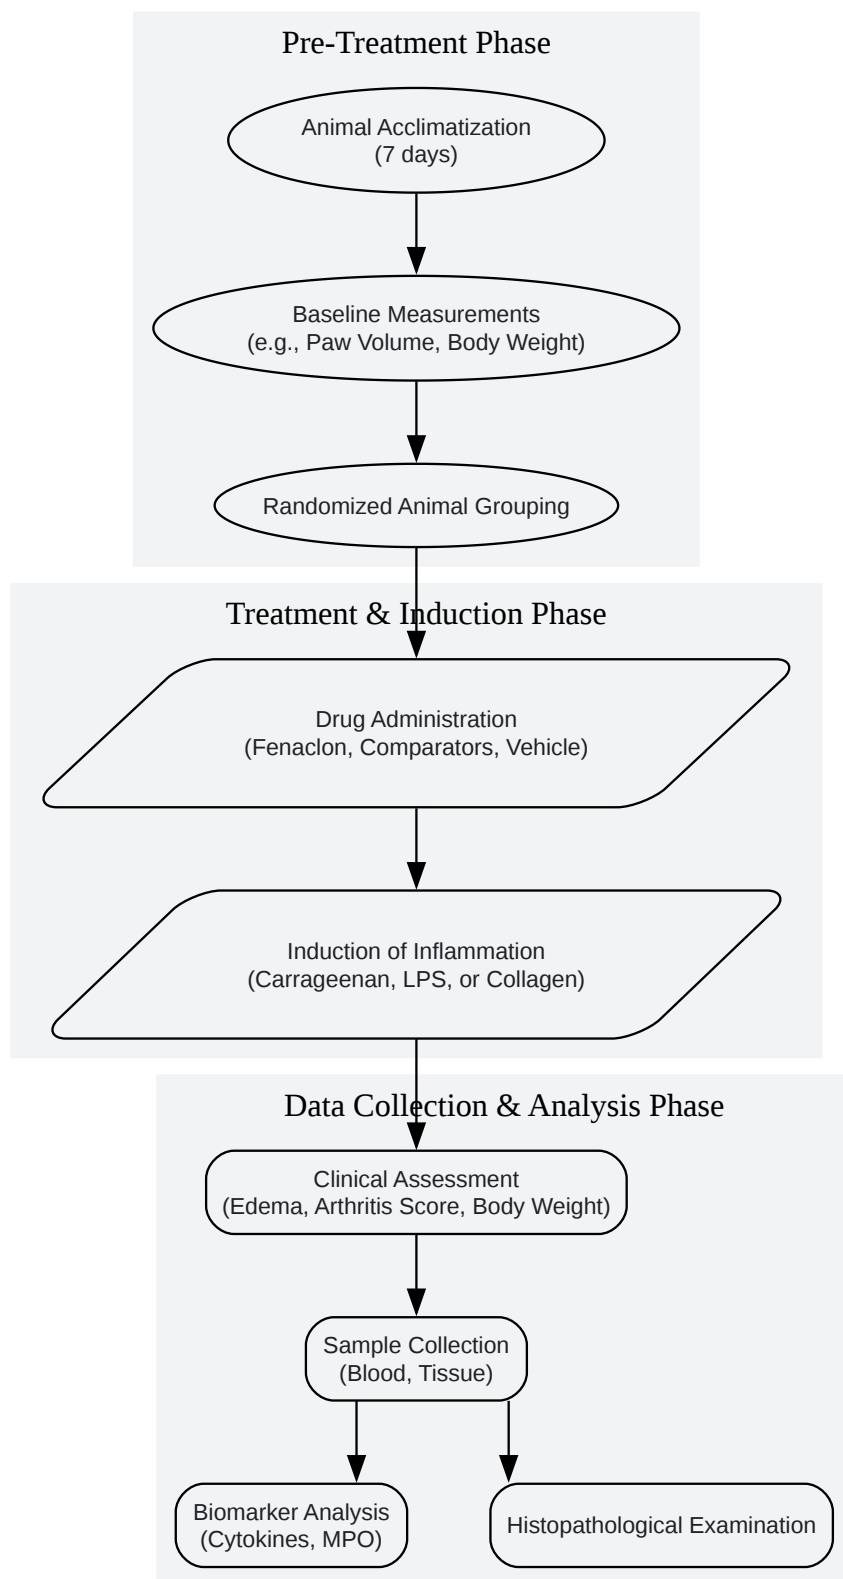 Pre-Treatment Phase
Animal Acclimatization
(7 days)
Baseline Measurements
(e.g., Paw Volume, Body Weight)
Randomized Animal Grouping
Treatment & Induction Phase
Drug Administration
(Fenaclon, Comparators, Vehicle)
Induction of Inflammation
(Carrageenan, LPS, or Collagen)
Data Collection & Analysis Phase
Clinical Assessment
(Edema, Arthritis Score, Body Weight)
Sample Collection
(Blood, Tissue)
Biomarker Analysis
(Cytokines, MPO)
Histopathological Examination